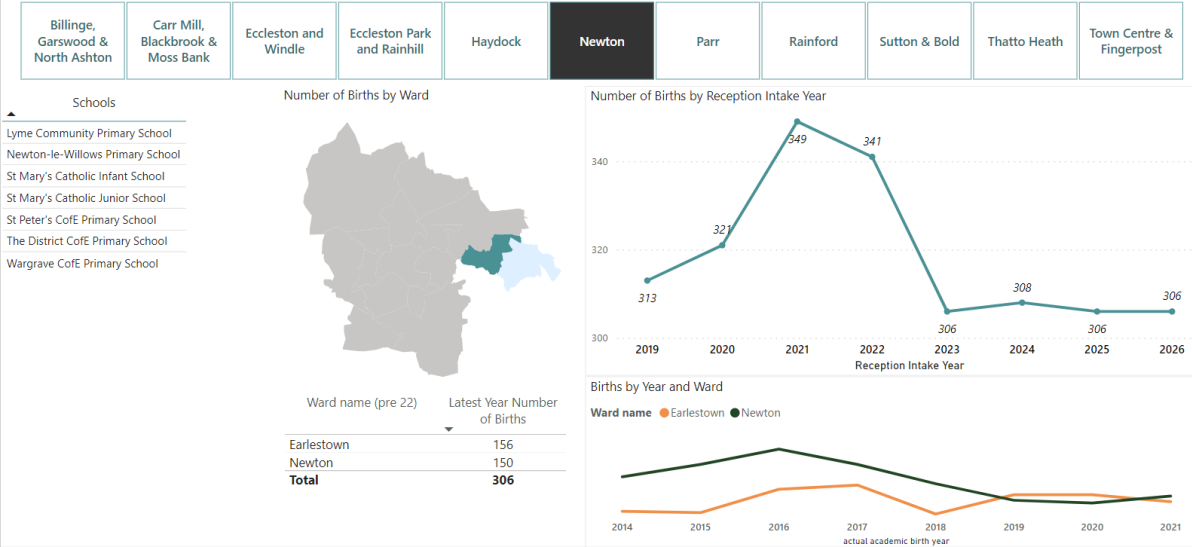 Billinge,
Garswood &
North Ashton
Carr Mill,
Blackbrook &
Moss Bank
Eccleston and
Windle
Eccleston Park
and Rainhill
Haydock
Newton
Parr
Rainford
Sutton & Bold
Thatto Heath
Town Centre &
Fingerpost
Schools
Lyme Community Primary School
Newton-le-Willows Primary School
St Mary's Catholic Infant School
St Mary's Catholic Junior School
St Peter's CofE Primary School
The District CofE Primary School
Wargrave CofE Primary School
Number of Births by Ward
Ward name (pre 22) Latest Year Number
of Births
Earlestown 156
Newton 150
Total 306
Number of Births by Reception Intake Year
340
320
300
313
321
349
341
306
308
306
306
2019 2020 2021 2022 2023 2024 2025 2026
Reception Intake Year
Births by Year and Ward
Ward name Earlestown Newton
2014 2015 2016 2017 2018 2019 2020 2021
actual academic birth year